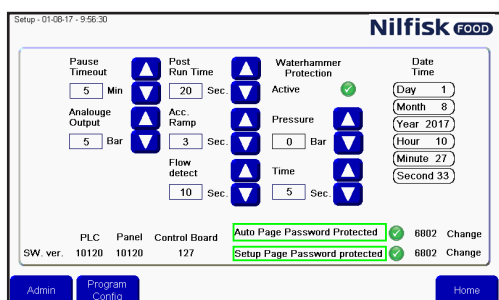 Setup - 01-08-17 - 9:56:30
Nilfisk FOOD
Pause Timeout
5 Min
Post Run Time
20 Sec.
Waterhammer Protection
Active
Date Time
Day 1
Month 8
Year 2017
Hour 10
Minute 27
Second 33
Analouge Output
5 Bar
Acc. Ramp
3 Sec.
Pressure
0 Bar
Flow detect
10 Sec.
Time
5 Sec.
PLC Panel Control Board
SW. ver. 10120 10120 127
Auto Page Password Protected 6802 Change
Setup Page Password protected 6802 Change
Admin
Program Config
Home